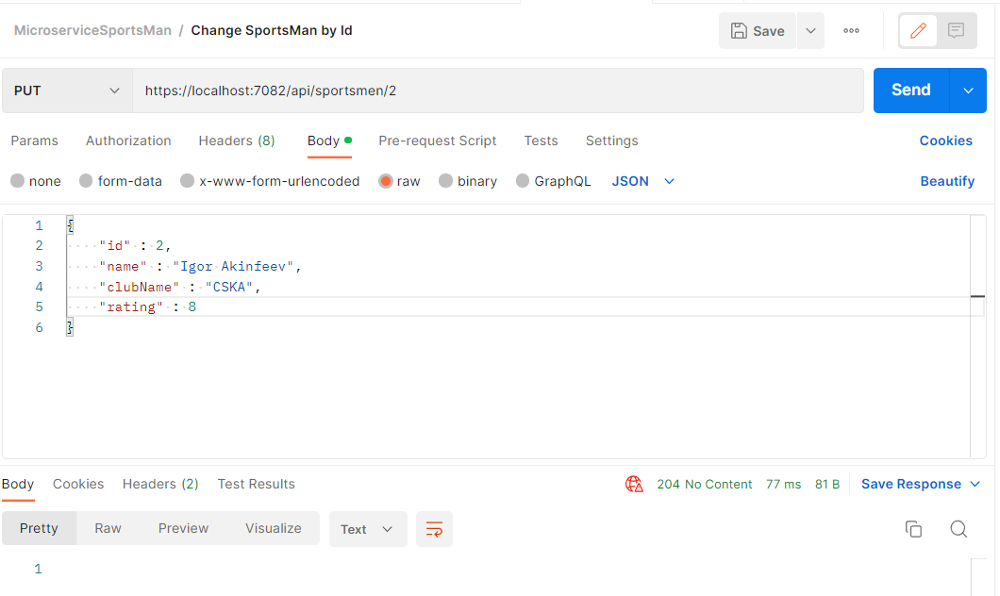 MicroserviceSportsMan / Change SportsMan by Id
Save
PUT
https://localhost:7082/api/sportsmen/2
Send
Params Authorization Headers (8) Body Pre-request Script Tests Settings Cookies
none form-data x-www-form-urlencoded raw binary GraphQL JSON Beautify
1 {
2 "id" : 2,
3 "name" : "Igor Akinfeev",
4 "clubName" : "CSKA",
5 "rating" : 8
6 }
Body Cookies Headers (2) Test Results 204 No Content 77 ms 81 B Save Response
Pretty Raw Preview Visualize Text
1